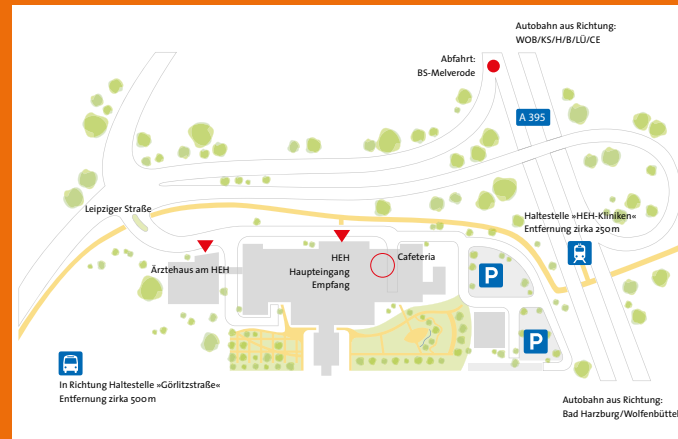 Autobahn aus Richtung:
WOB/KS/H/B/LÜ/CE
Abfahrt:
BS-Melverode
A 395
Leipziger Straße
Haltestelle »HEH-Kliniken«
Entfernung zirka 250 m
Ärztehaus am HEH
HEH
Haupteingang
Empfang
Cafeteria
P
P
In Richtung Haltestelle »Görlitzstraße«
Entfernung zirka 500 m
Autobahn aus Richtung:
Bad Harzburg/Wolfenbüttel